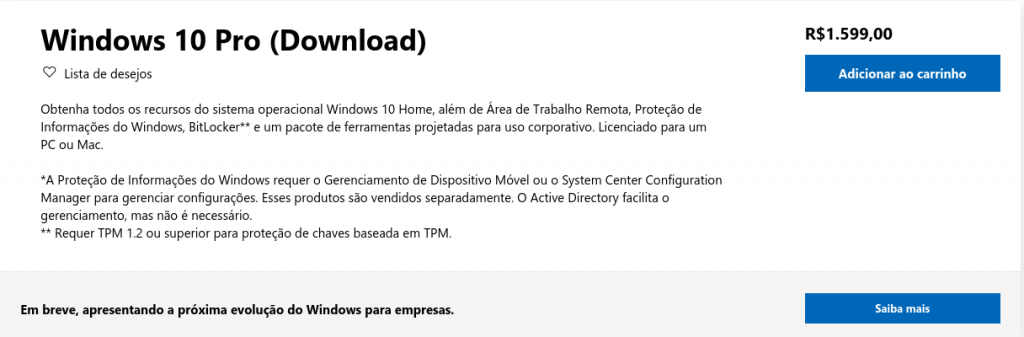 Windows 10 Pro (Download)
R$1.599,00
Lista de desejos
Adicionar ao carrinho
Obtenha todos os recursos do sistema operacional Windows 10 Home, além de Área de Trabalho Remota, Proteção de
Informações do Windows, BitLocker** e um pacote de ferramentas projetadas para uso corporativo. Licenciado para um
PC ou Mac.
*A Proteção de Informações do Windows requer o Gerenciamento de Dispositivo Móvel ou o System Center Configuration
Manager para gerenciar configurações. Esses produtos são vendidos separadamente. O Active Directory facilita o
gerenciamento, mas não é necessário.
** Requer TPM 1.2 ou superior para proteção de chaves baseada em TPM.
Em breve, apresentando a próxima evolução do Windows para empresas.
Saiba mais